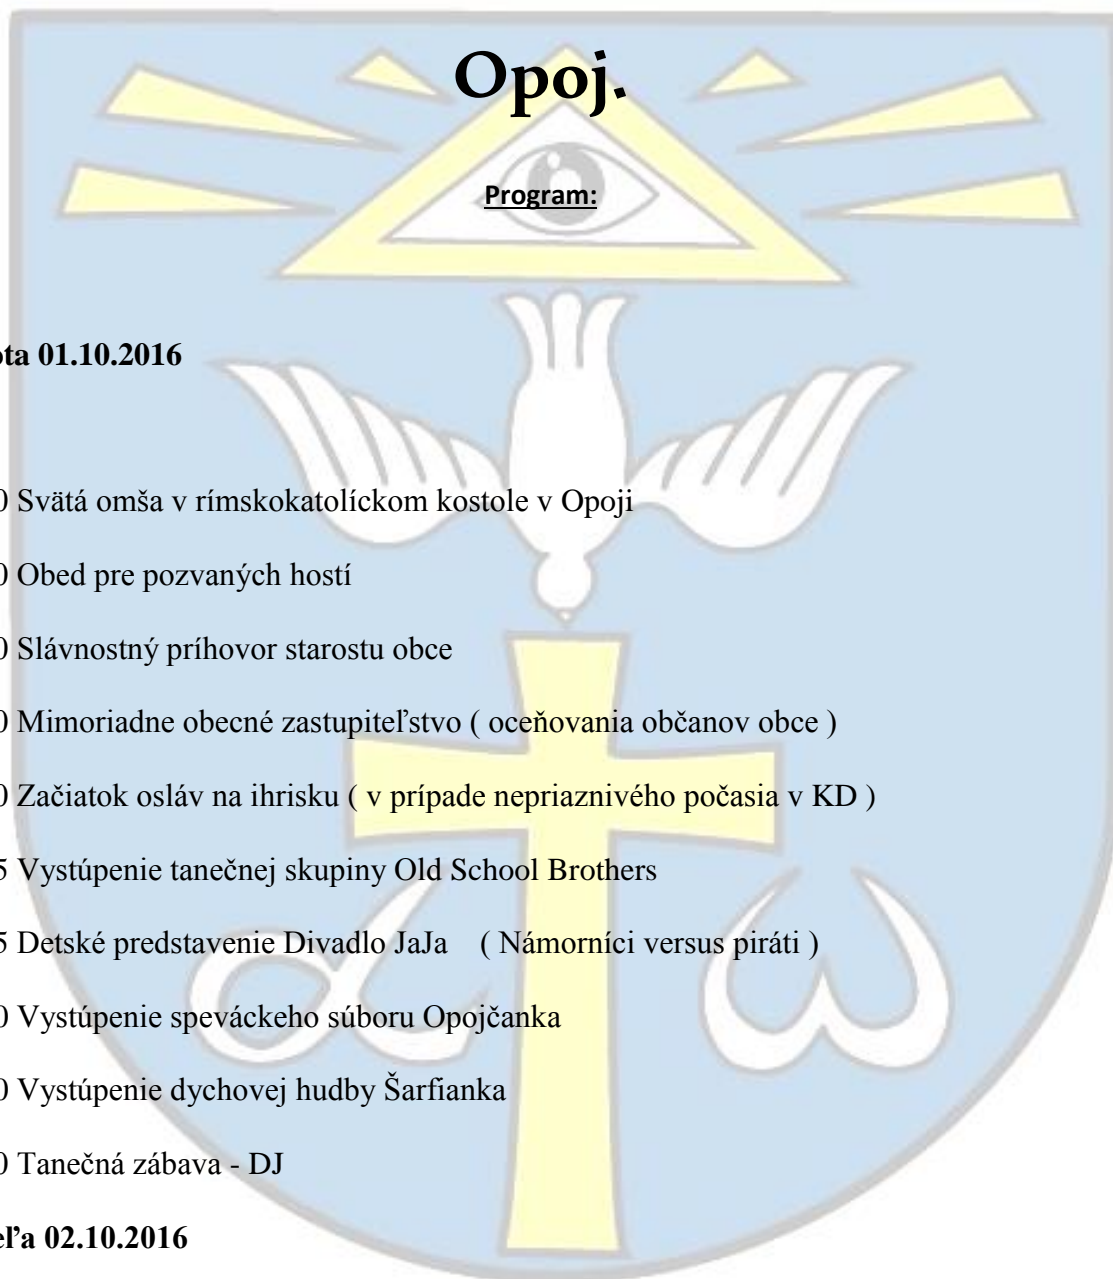 Opoj.
Program:
ota 01.10.2016
0 Svätá omša v rímskokatolíckom kostole v Opoji
0 Obed pre pozvaných hostí
0 Slávnostný príhovor starostu obce
0 Mimoriadne obecné zastupiteľstvo ( oceňovania občanov obce )
0 Začiatok osláv na ihrisku ( v prípade nepriaznivého počasia v KD )
5 Vystúpenie tanečnej skupiny Old School Brothers
5 Detské predstavenie Divadlo JaJa ( Námorníci versus piráti )
0 Vystúpenie speváckeho súboru Opojčanka
0 Vystúpenie dychovej hudby Šarfianka
0 Tanečná zábava - DJ
eľa 02.10.2016